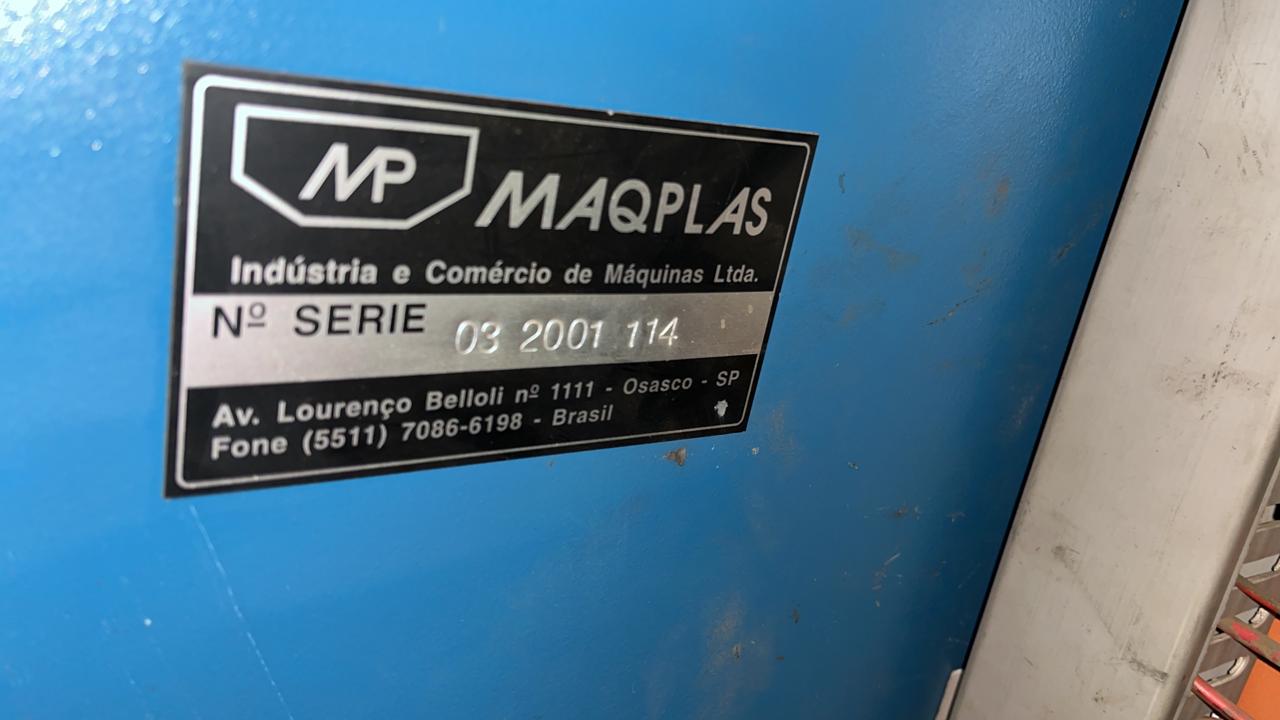 MP
MAQPLAS
Indústria e Comércio de Máquinas Ltda.
Nº SERIE 03 2001 114
Av. Lourenço Belloli nº 1111 - Osasco - SP
Fone (5511) 7086-6198 - Brasil